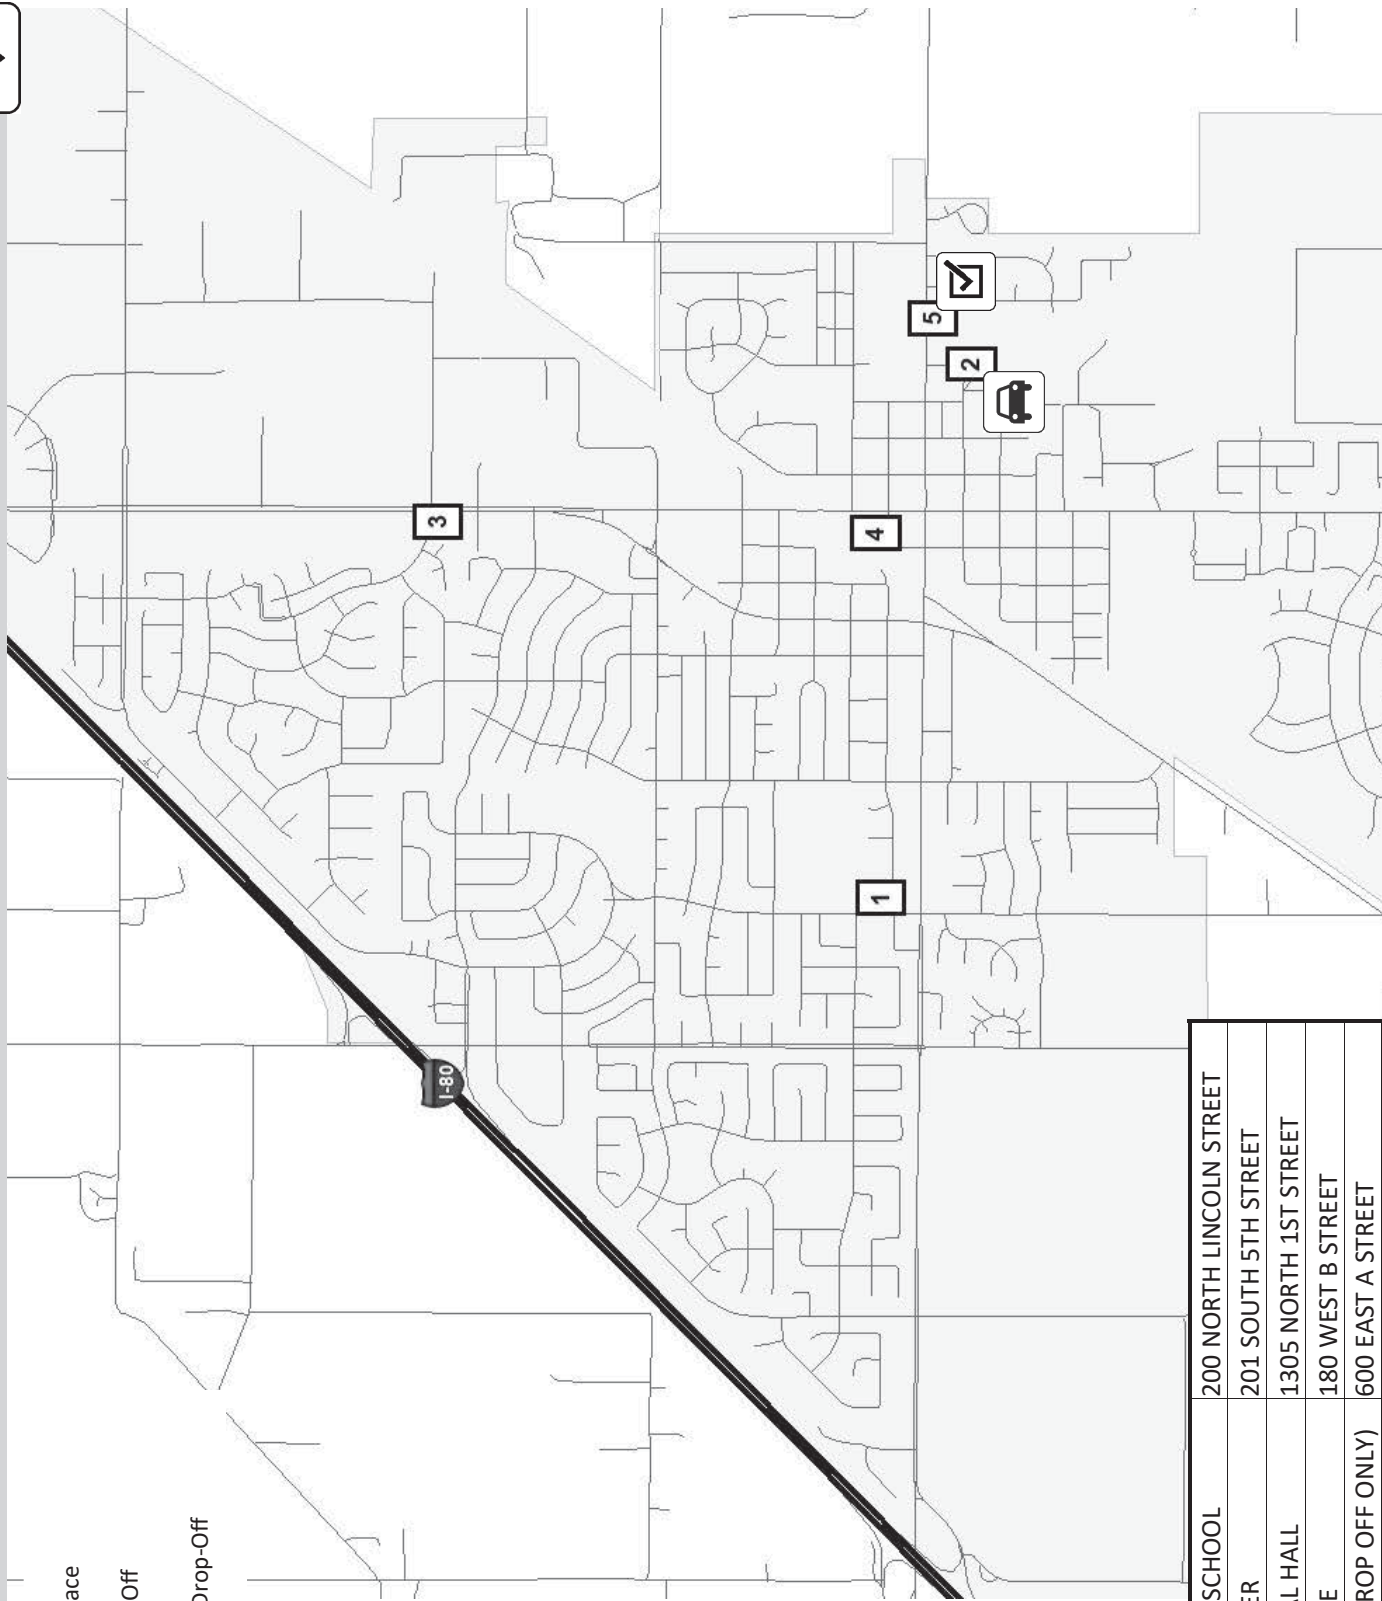 ace
Off
Drop-Off
I-80
1
2
3
4
5
SCHOOL 200 NORTH LINCOLN STREET
ER 201 SOUTH 5TH STREET
L HALL 1305 NORTH 1ST STREET
E 180 WEST B STREET
ROP OFF ONLY) 600 EAST A STREET